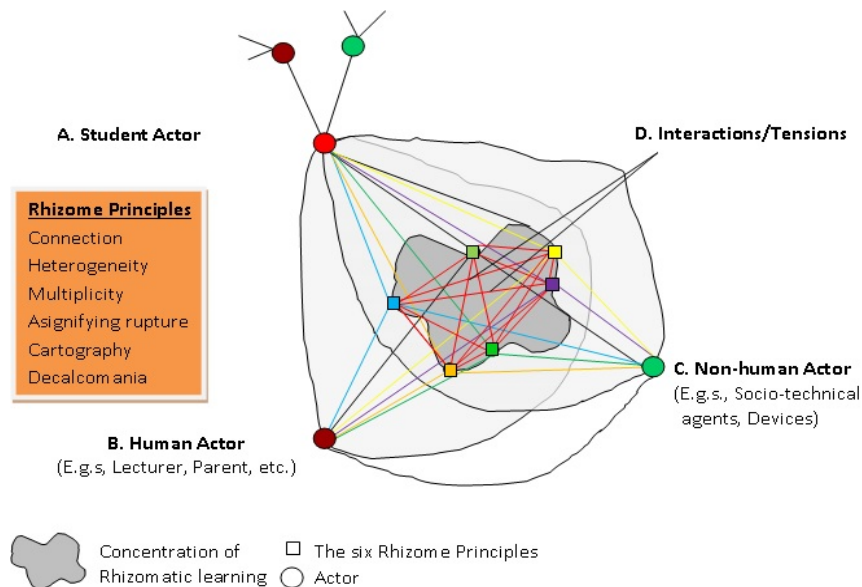 A. Student Actor
D. Interactions/Tensions
Rhizome Principles
Connection
Heterogeneity
Multiplicity
Asignifying rupture
Cartography
Decalcomania
C. Non-human Actor
(E.g.s., Socio-technical
agents, Devices)
B. Human Actor
(E.g.s, Lecturer, Parent, etc.)
Concentration of
Rhizomatic learning
The six Rhizome Principles
Actor